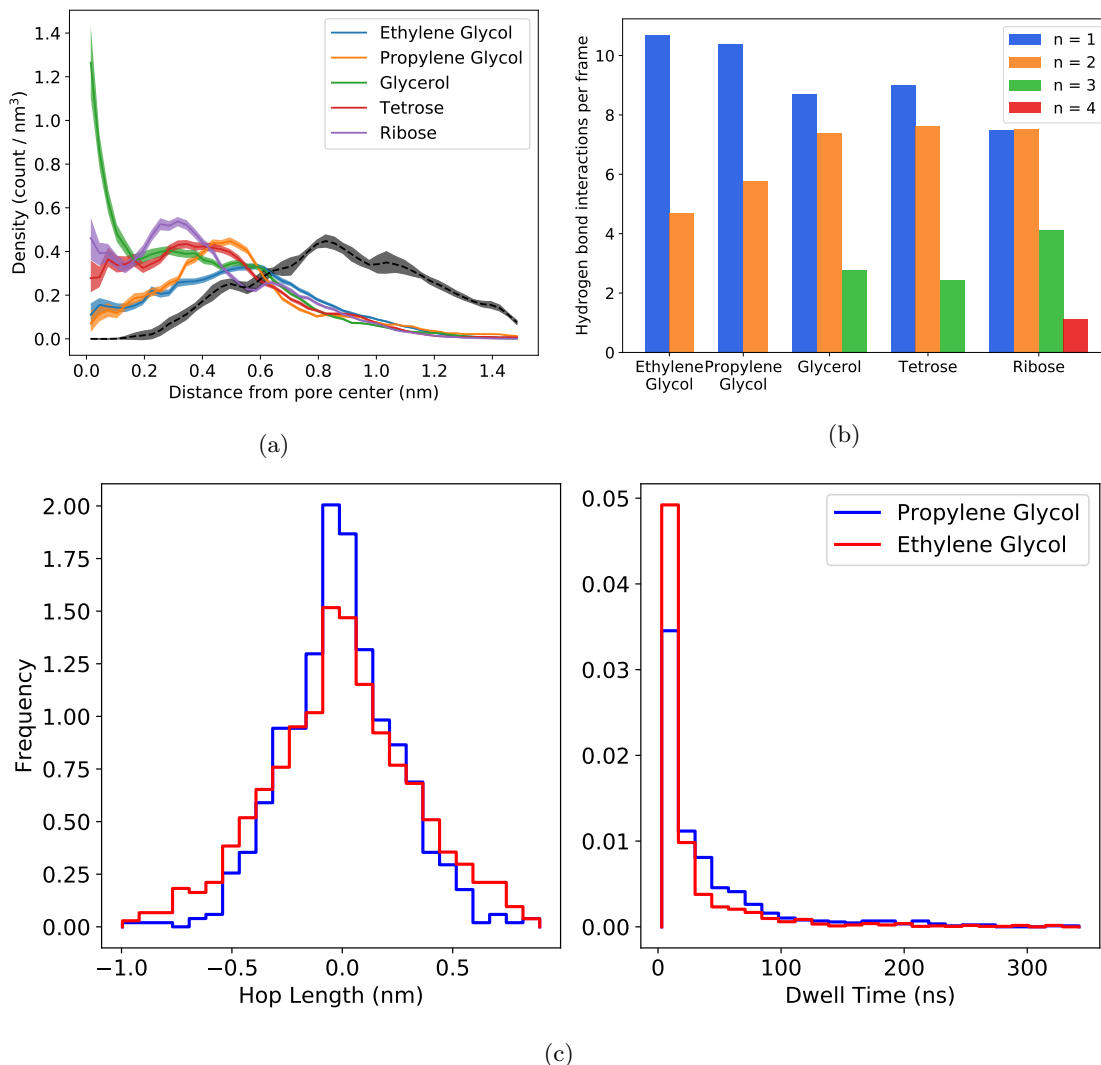 Density (count / nm³)
1.4
1.2
1.0
0.8
0.6
0.4
0.2
0.0
Ethylene Glycol
Propylene Glycol
Glycerol
Tetrose
Ribose
0.0 0.2 0.4 0.6 0.8 1.0 1.2 1.4
Distance from pore center (nm)
(a)
Hydrogen bond interactions per frame
10
8
6
4
2
0
n = 1
n = 2
n = 3
n = 4
Ethylene Glycol
Propylene Glycol
Glycerol
Tetrose
Ribose
(b)
Frequency
2.00
1.75
1.50
1.25
1.00
0.75
0.50
0.25
0.00
−1.0 −0.5 0.0 0.5
Hop Length (nm)
0.05
0.04
0.03
0.02
0.01
0.00
Propylene Glycol
Ethylene Glycol
0 100 200 300
Dwell Time (ns)
(c)